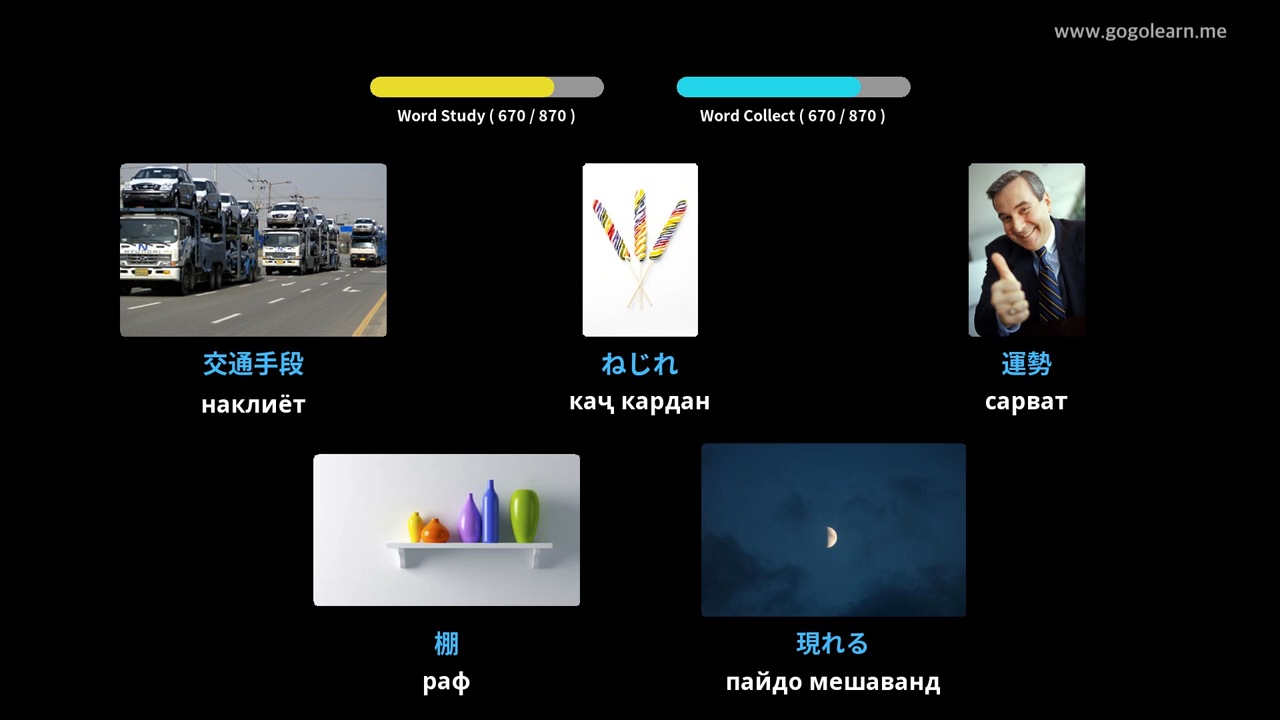 www.gogolearn.me
Word Study ( 670 / 870 )
Word Collect ( 670 / 870 )
交通手段
ねじれ
運勢
наклиёт
каҷ кардан
сарват
棚
現れる
раф
пайдо мешаванд